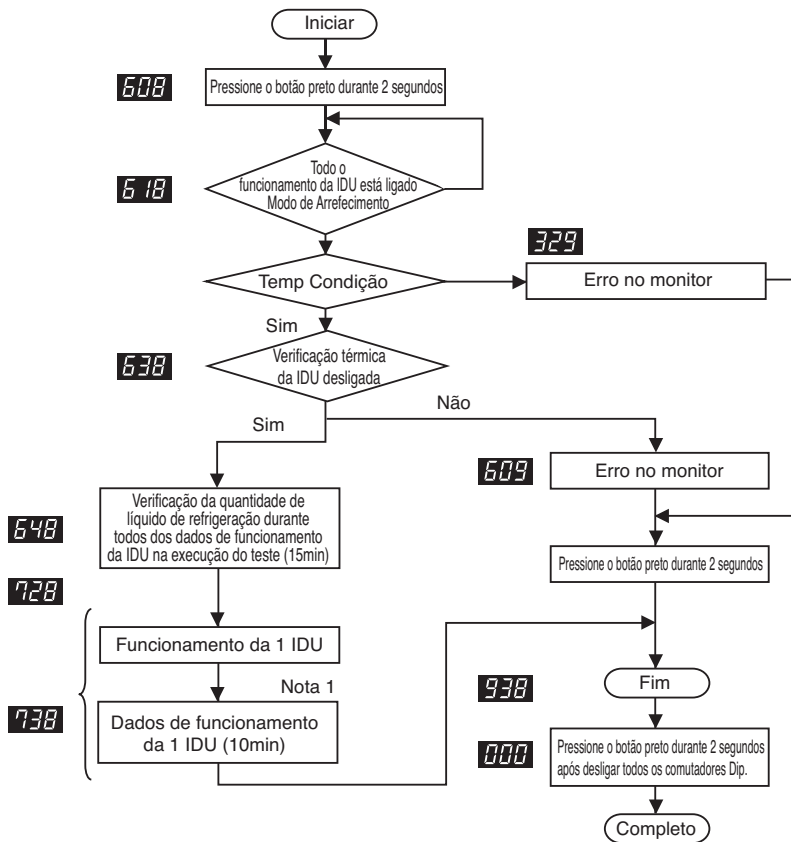 Iniciar
608
Pressione o botão preto durante 2 segundos
618
Todo o
funcionamento da IDU está ligado
Modo de Arrefecimento
329
Temp Condição
Erro no monitor
Sim
638
Verificação térmica
da IDU desligada
Não
Sim
609
Erro no monitor
648
Verificação da quantidade de
líquido de refrigeração durante
todos dos dados de funcionamento
da IDU na execução do teste (15min)
Pressione o botão preto durante 2 segundos
728
Funcionamento da 1 IDU
Nota 1
738
Dados de funcionamento
da 1 IDU (10min)
938
Fim
000
Pressione o botão preto durante 2 segundos
após desligar todos os comutadores Dip.
Completo